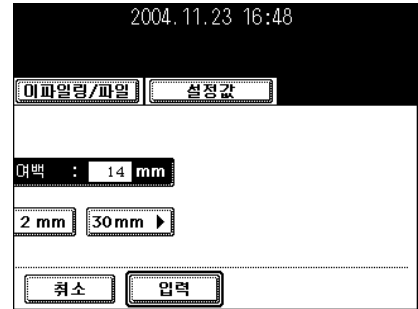 2004.11.23 16:48
이파일링/파일 설정값
여백 : 14 mm
2 mm 30mm ▶
취소 입력